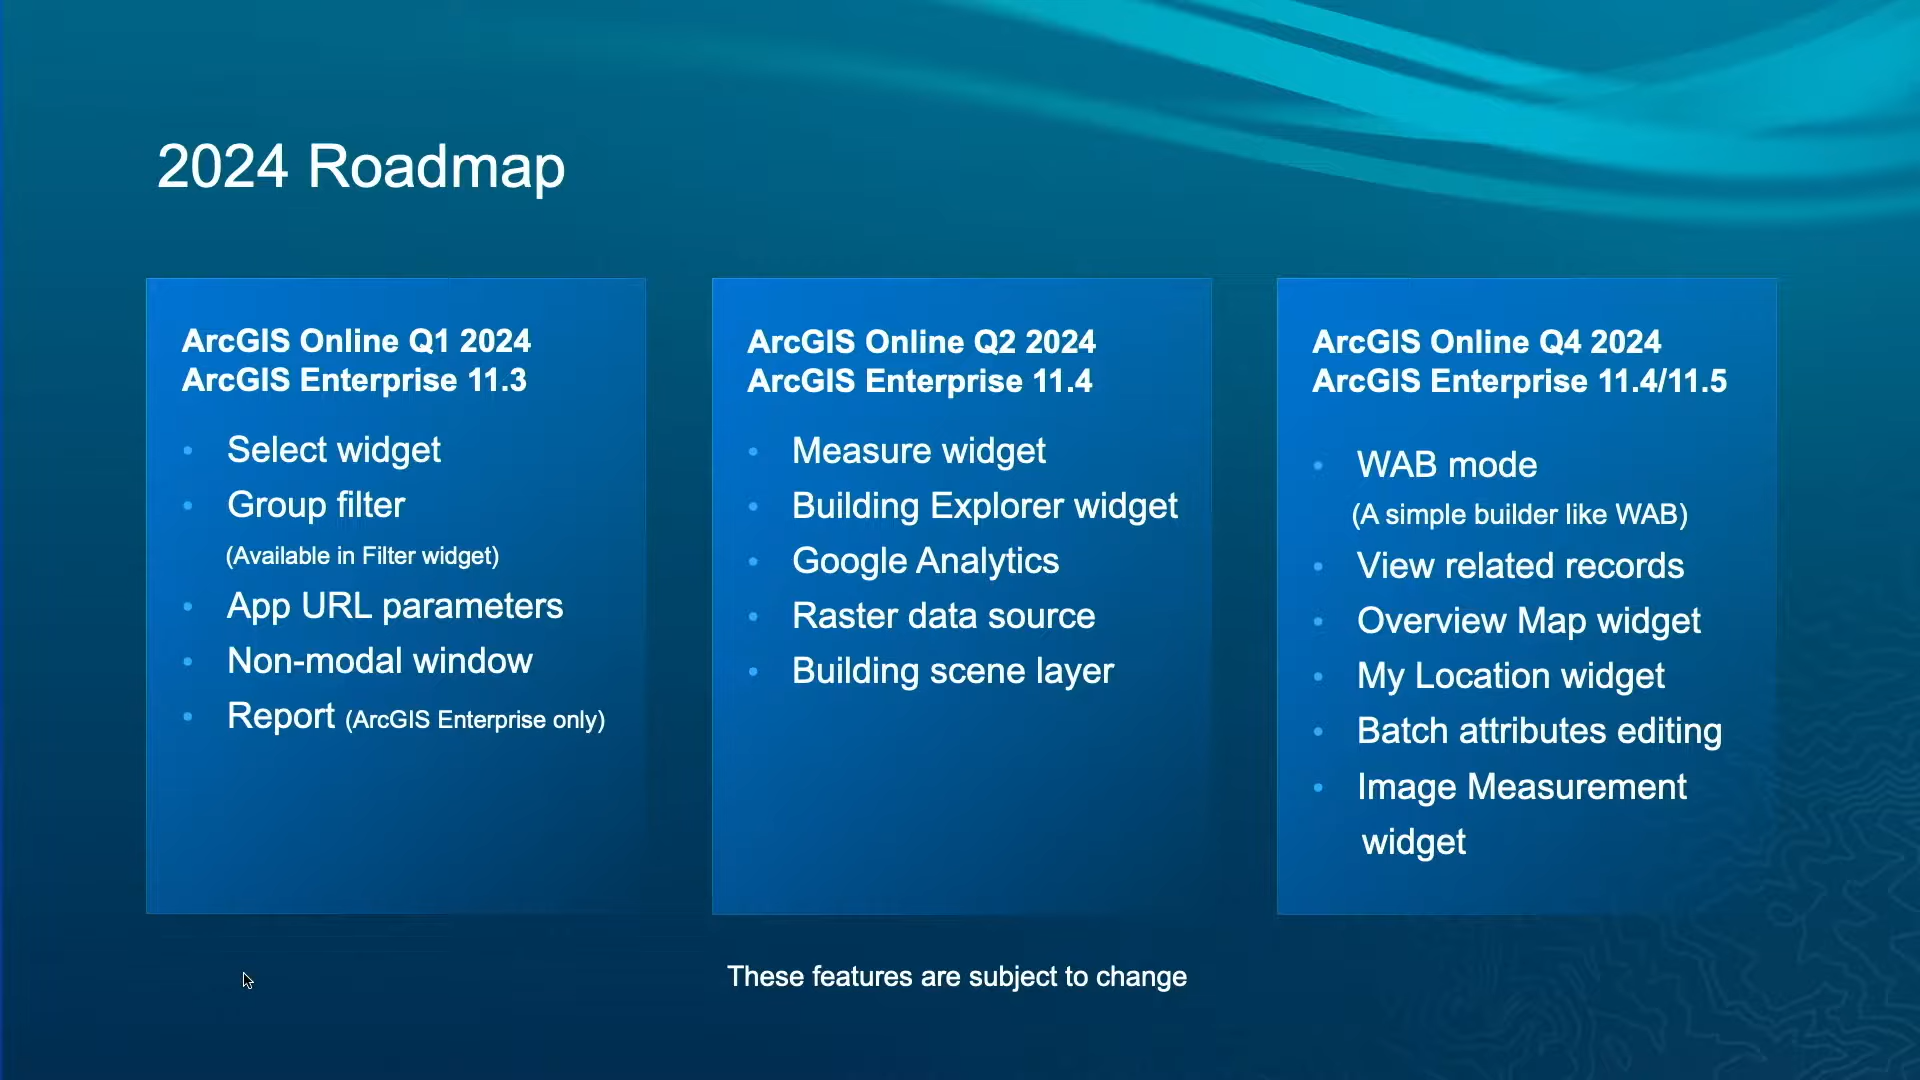 2024 Roadmap
ArcGIS Online Q1 2024
ArcGIS Enterprise 11.3
• Select widget
• Group filter
(Available in Filter widget)
• App URL parameters
• Non-modal window
• Report (ArcGIS Enterprise only)
ArcGIS Online Q2 2024
ArcGIS Enterprise 11.4
• Measure widget
• Building Explorer widget
• Google Analytics
• Raster data source
• Building scene layer
ArcGIS Online Q4 2024
ArcGIS Enterprise 11.4/11.5
• WAB mode
(A simple builder like WAB)
• View related records
• Overview Map widget
• My Location widget
• Batch attributes editing
• Image Measurement
widget
These features are subject to change